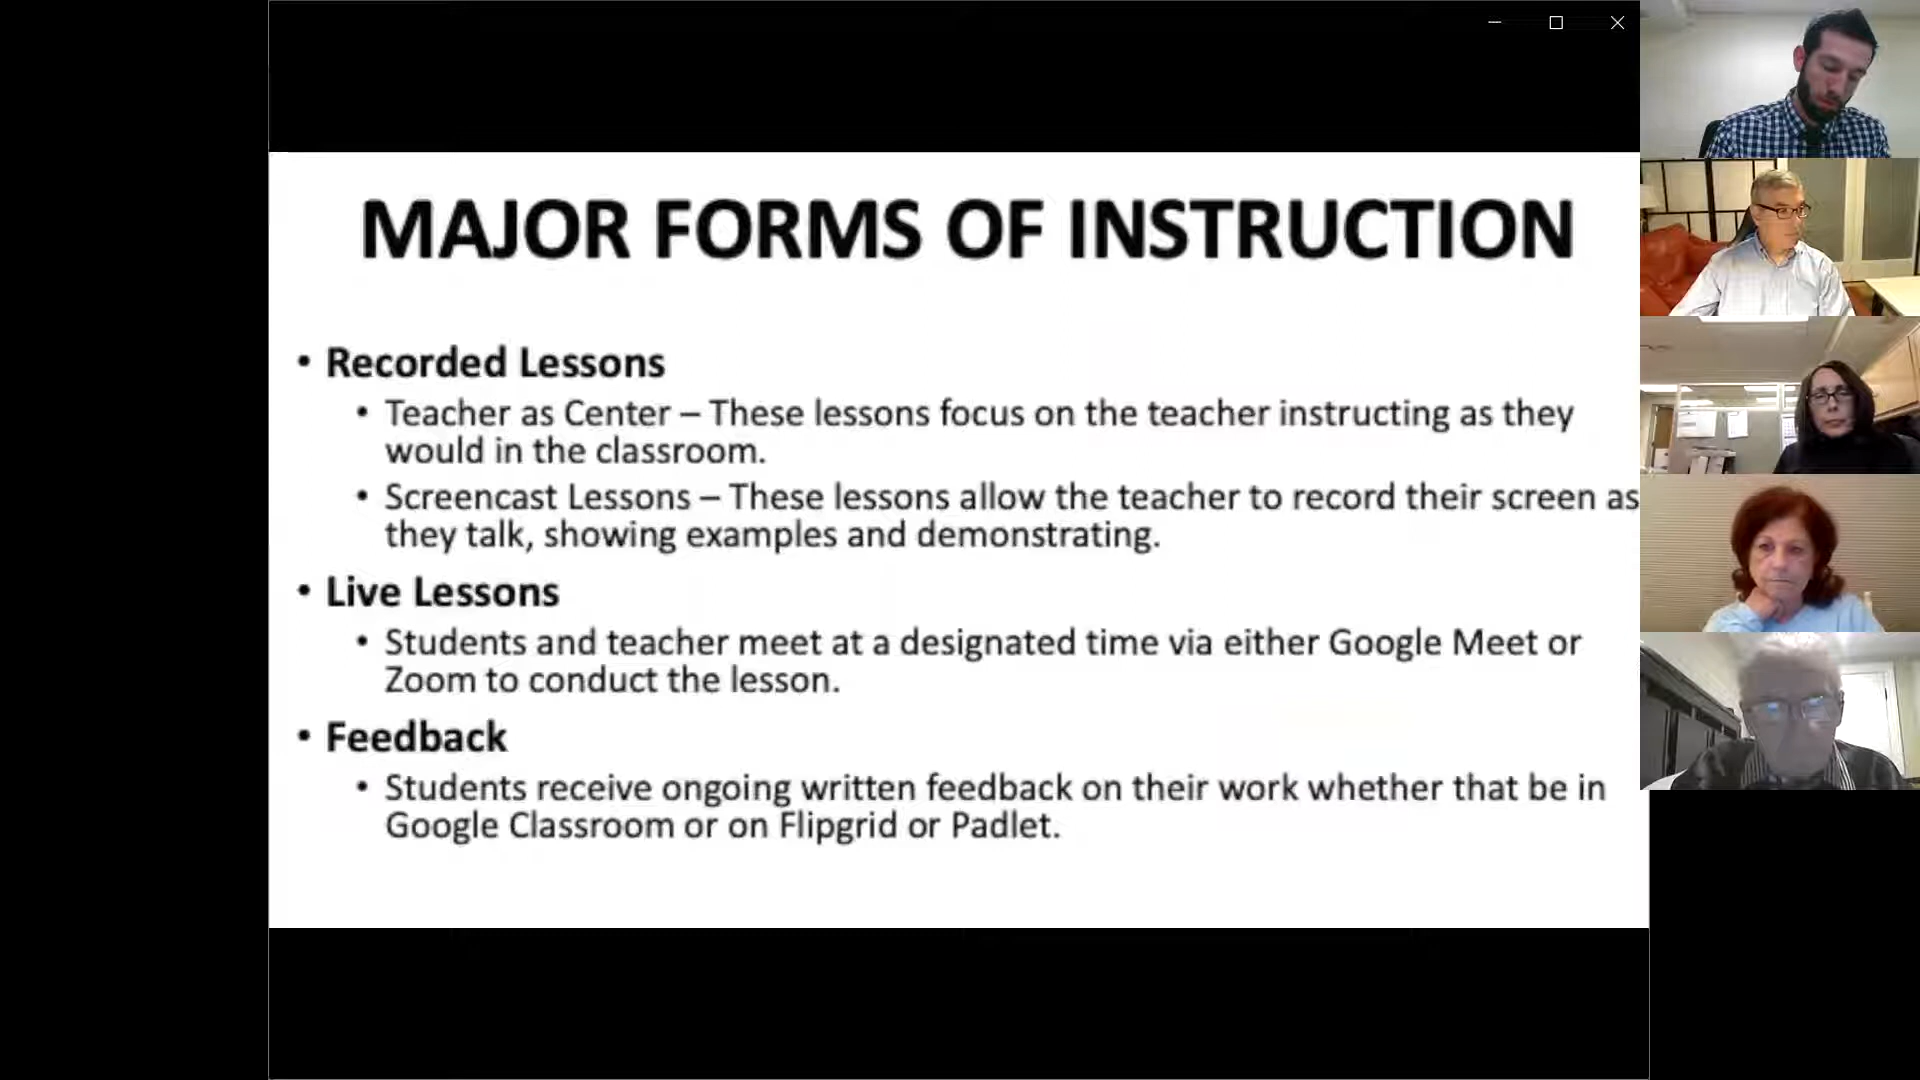 MAJOR FORMS OF INSTRUCTION
• Recorded Lessons
• Teacher as Center – These lessons focus on the teacher instructing as they
would in the classroom.
• Screencast Lessons – These lessons allow the teacher to record their screen as
they talk, showing examples and demonstrating.
• Live Lessons
• Students and teacher meet at a designated time via either Google Meet or
Zoom to conduct the lesson.
• Feedback
• Students receive ongoing written feedback on their work whether that be in
Google Classroom or on Flipgrid or Padlet.